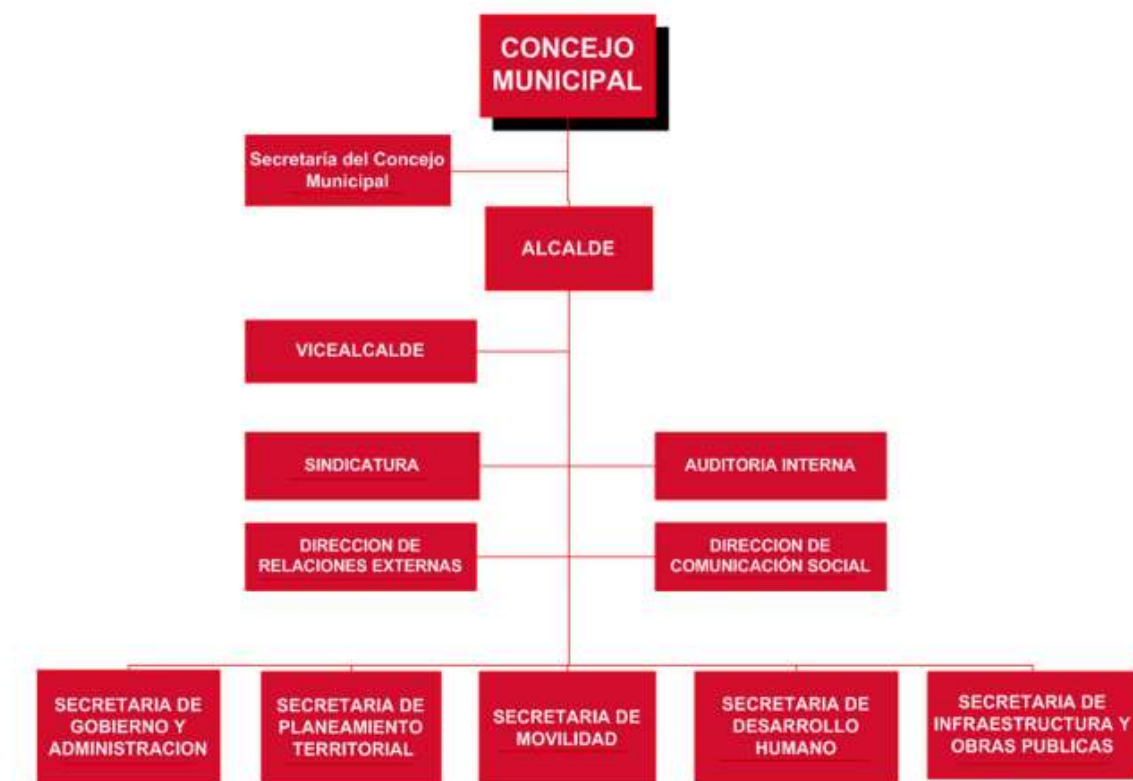 CONCEJO
MUNICIPAL
Secretaría del Concejo
Municipal
ALCALDE
VICEALCALDE
SINDICATURA
AUDITORIA INTERNA
DIRECCION DE
RELACIONES EXTERNAS
DIRECCION DE
COMUNICACIÓN SOCIAL
SECRETARIA DE
GOBIERNO Y
ADMINISTRACION
SECRETARIA DE
PLANEAMIENTO
TERRITORIAL
SECRETARIA DE
MOVILIDAD
SECRETARIA DE
DESARROLLO
HUMANO
SECRETARIA DE
INFRAESTRUCTURA Y
OBRAS PUBLICAS